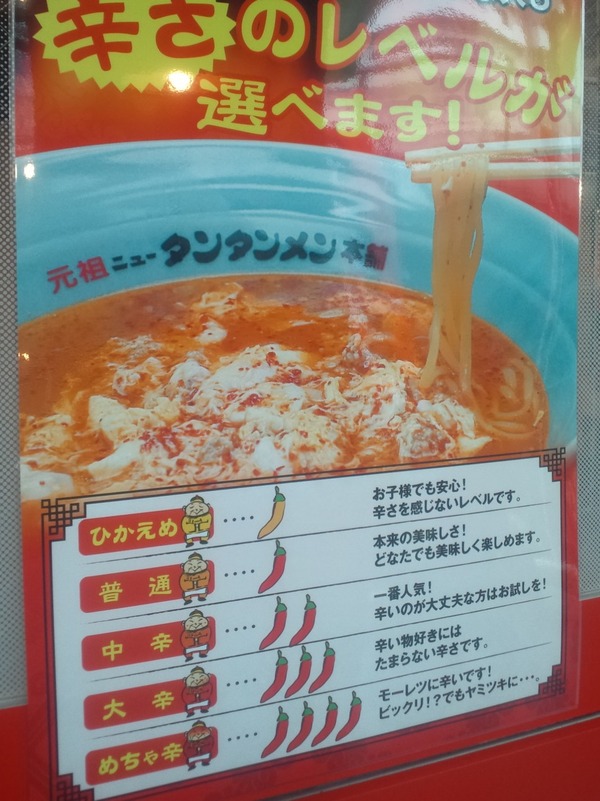 辛さのレベルが
選べます!
元祖ニュータンタンメン本舗
ひかえめ
お子様でも安心!
辛さを感じないレベルです。
普通
本来の美味しさ!
どなたでも美味しく楽しめます。
中辛
一番人気!
辛いのが大丈夫な方はお試しを!
大辛
辛い物好きには
たまらない辛さです。
めちゃ辛
モーレツに辛いです!
ビックリ!?でもヤミツキに･･･。